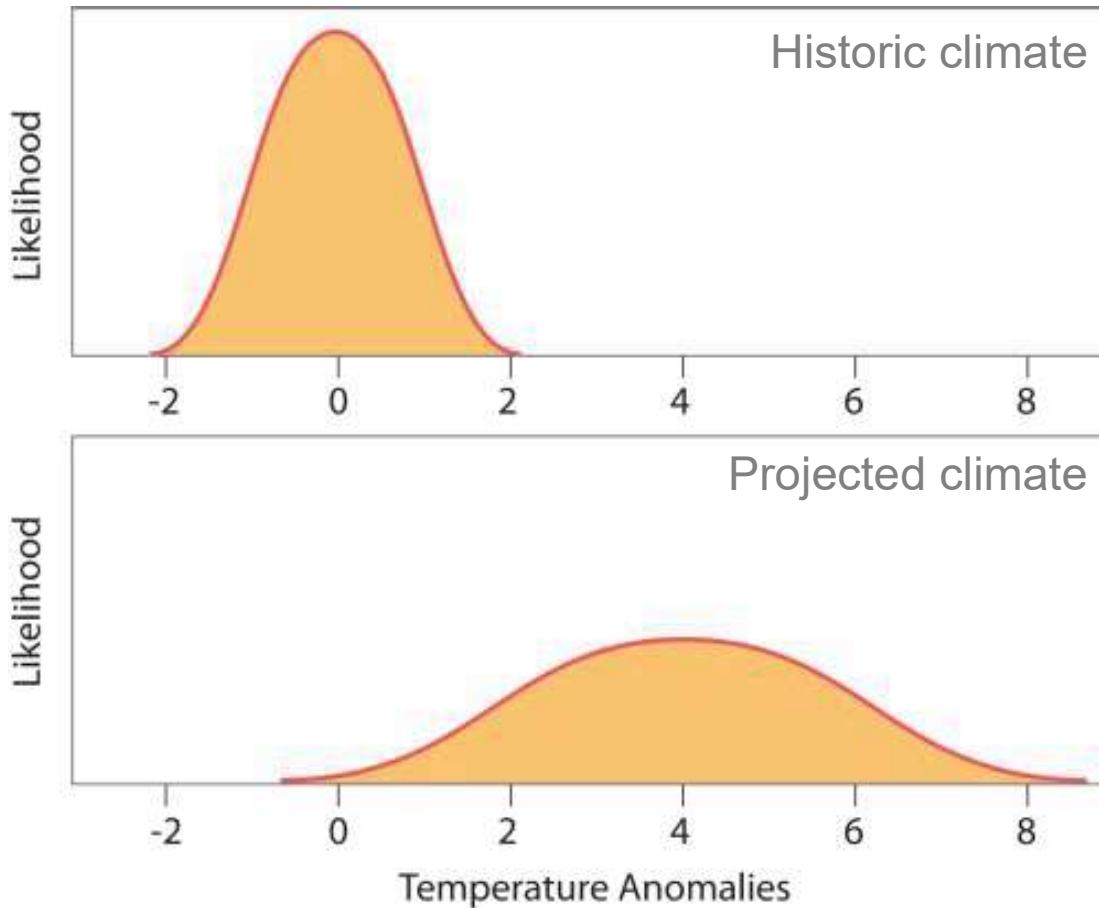 Historic climate
Likelihood
-2 0 2 4 6 8
Projected climate
Likelihood
-2 0 2 4 6 8
Temperature Anomalies